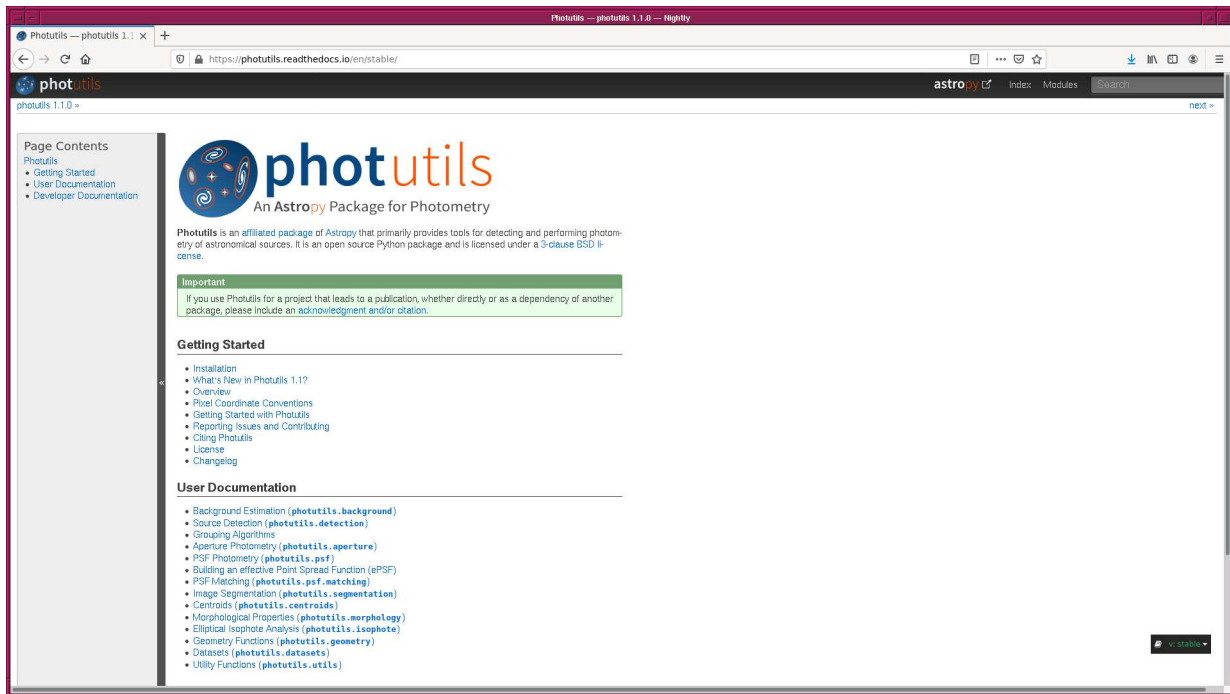 Photutils — photutils 1.1.0 — Nightly
Photutils — photutils 1.1
https://photutils.readthedocs.io/en/stable/
photutils
astropy Index Modules Search
photutils 1.1.0 »
next »
Page Contents
Photutils
• Getting Started
• User Documentation
• Developer Documentation
«
photutils
An Astropy Package for Photometry
Photutils is an affiliated package of Astropy that primarily provides tools for detecting and performing photom-
etry of astronomical sources. It is an open source Python package and is licensed under a 3-clause BSD li-
cense.
Important
If you use Photutils for a project that leads to a publication, whether directly or as a dependency of another
package, please include an acknowledgment and/or citation.
Getting Started
• Installation
• What's New in Photutils 1.1?
• Overview
• Pixel Coordinate Conventions
• Getting Started with Photutils
• Reporting Issues and Contributing
• Citing Photutils
• License
• Changelog
User Documentation
• Background Estimation (photutils.background)
• Source Detection (photutils.detection)
• Grouping Algorithms
• Aperture Photometry (photutils.aperture)
• PSF Photometry (photutils.psf)
• Building an effective Point Spread Function (ePSF)
• PSF Matching (photutils.psf.matching)
• Image Segmentation (photutils.segmentation)
• Centroids (photutils.centroids)
• Morphological Properties (photutils.morphology)
• Elliptical Isophote Analysis (photutils.isophote)
• Geometry Functions (photutils.geometry)
• Datasets (photutils.datasets)
• Utility Functions (photutils.utils)
v: stable